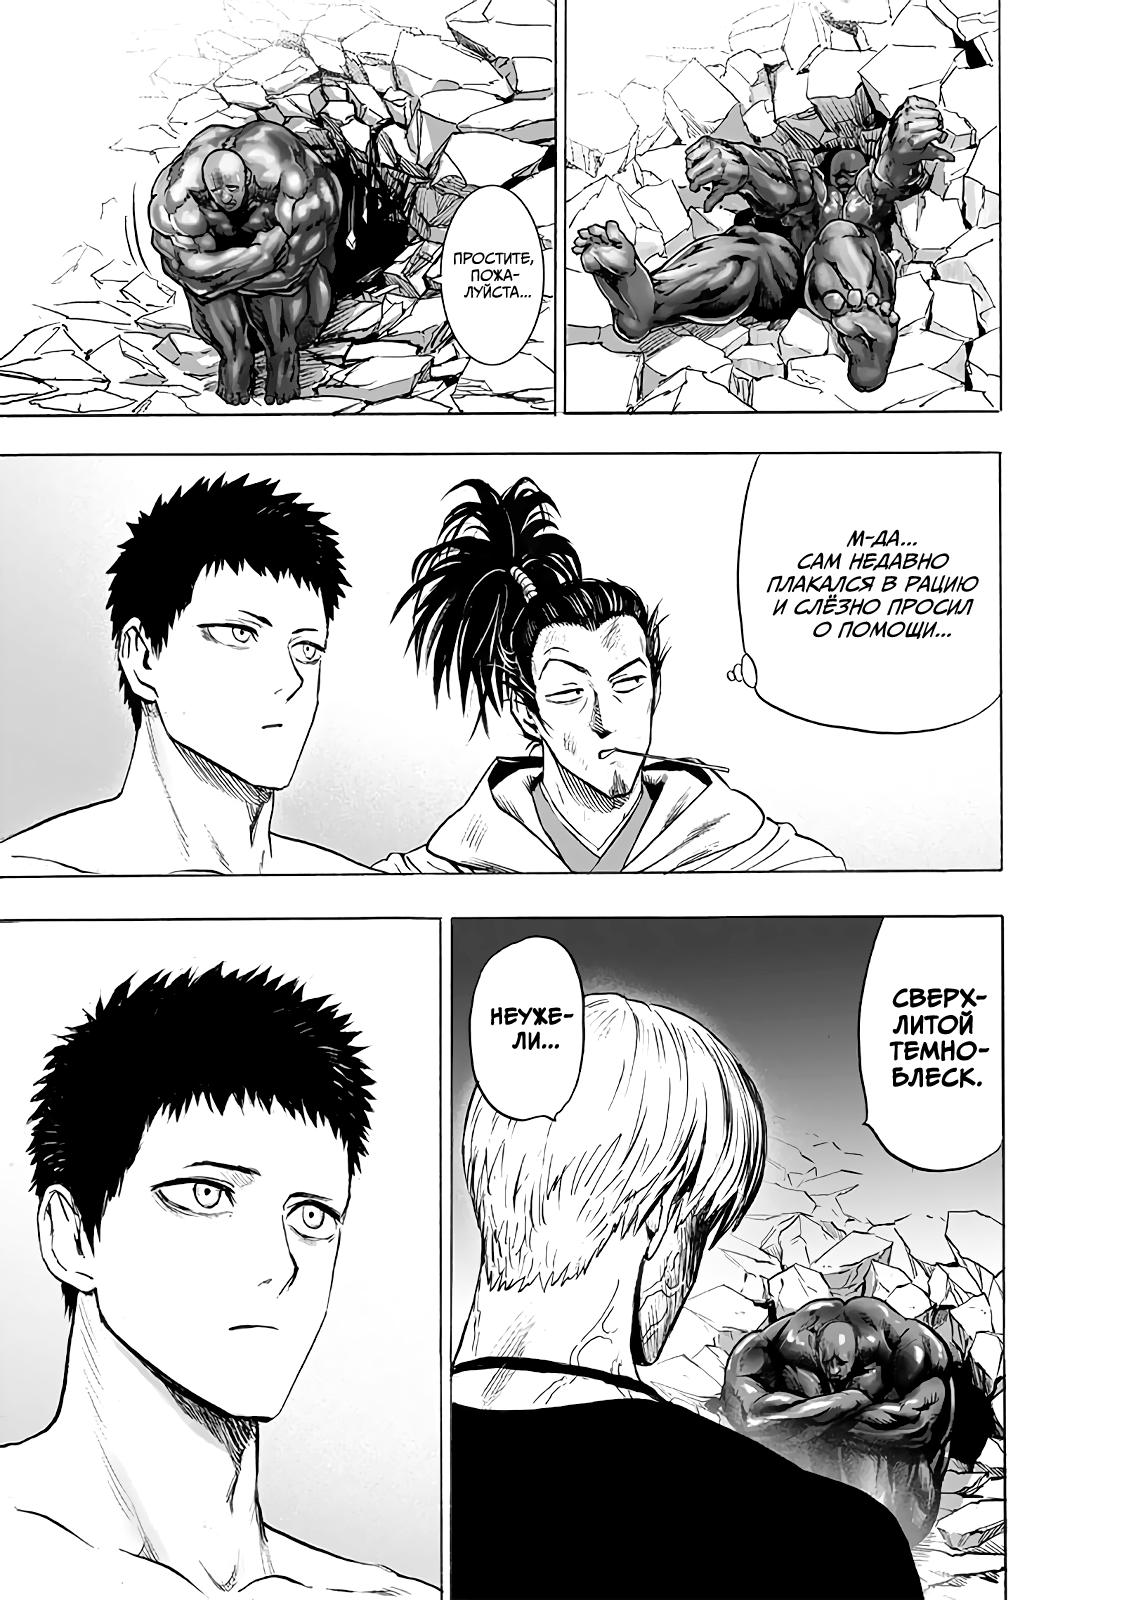 ПРОСТИТЕ,
ПОЖА-
ЛУЙСТА...
М-ДА...
САМ НЕДАВНО
ПЛАКАЛСЯ В РАЦИЮ
И СЛЁЗНО ПРОСИЛ
О ПОМОЩИ...
СВЕРХ-
ЛИТОЙ
ТЕМНО-
БЛЕСК.
НЕУЖЕ-
ЛИ...